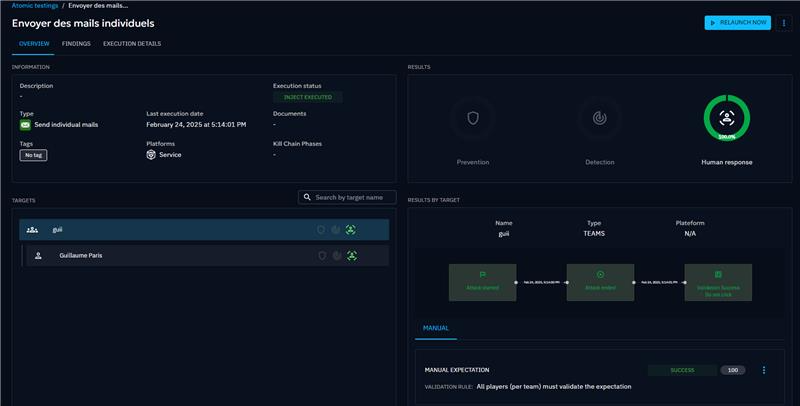 Atomic testings / Envoyer des mails...
Envoyer des mails individuels
RELAUNCH NOW
OVERVIEW FINDINGS EXECUTION DETAILS
INFORMATION
Description
-
Execution status
INJECT EXECUTED
Type
Send individual mails
Last execution date
February 24, 2025 at 5:14:01 PM
Documents
-
Tags
No tag
Platforms
Service
Kill Chain Phases
-
RESULTS
100.0%
Prevention
Detection
Human response
TARGETS
Search by target name
guii
Guillaume Paris
RESULTS BY TARGET
Name
guii
Type
TEAMS
Plateform
N/A
Attack started
Feb 24, 2025, 5:14:00 PM
Attack ended
Feb 24, 2025, 5:14:01 PM
Validation Success
Do not click
MANUAL
MANUAL EXPECTATION
SUCCESS
100
VALIDATION RULE: All players (per team) must validate the expectation